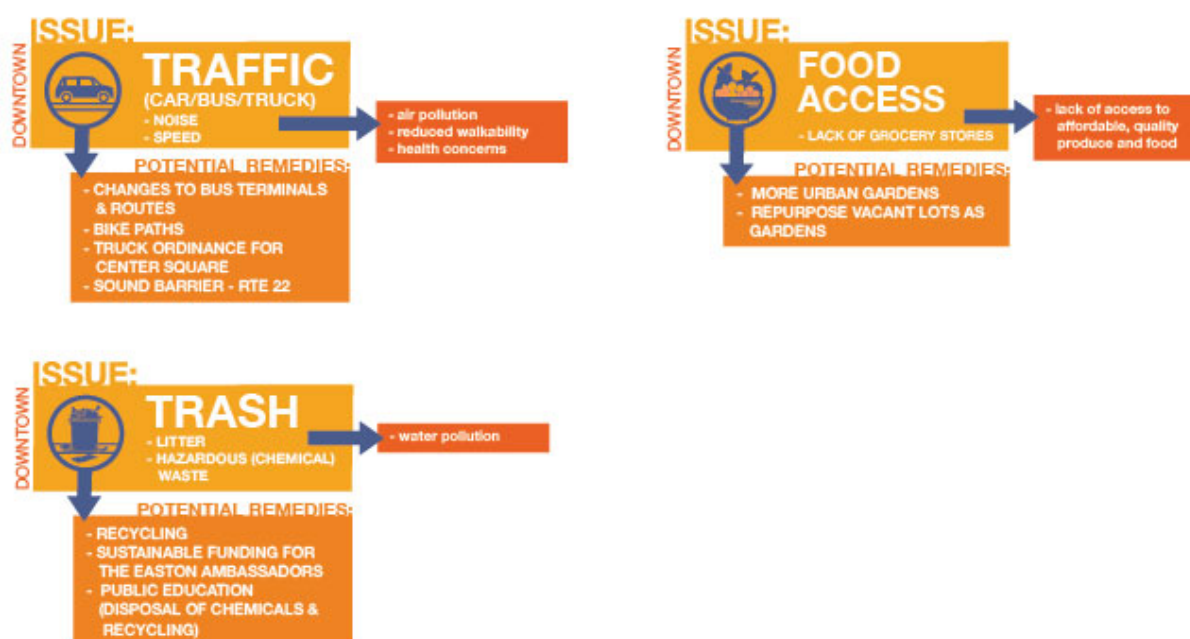 ISSUE:
DOWNTOWN
TRAFFIC
(CAR/BUS/TRUCK)
- NOISE
- SPEED
- air pollution
- reduced walkability
- health concerns
POTENTIAL REMEDIES:
- CHANGES TO BUS TERMINALS
& ROUTES
- BIKE PATHS
- TRUCK ORDINANCE FOR
CENTER SQUARE
- SOUND BARRIER - RTE 22
ISSUE:
DOWNTOWN
FOOD
ACCESS
- LACK OF GROCERY STORES
- lack of access to
affordable, quality
produce and food
POTENTIAL REMEDIES:
- MORE URBAN GARDENS
- REPURPOSE VACANT LOTS AS
GARDENS
ISSUE:
DOWNTOWN
TRASH
- LITTER
- HAZARDOUS (CHEMICAL)
WASTE
- water pollution
POTENTIAL REMEDIES:
- RECYCLING
- SUSTAINABLE FUNDING FOR
THE EASTON AMBASSADORS
- PUBLIC EDUCATION
(DISPOSAL OF CHEMICALS &
RECYCLING)